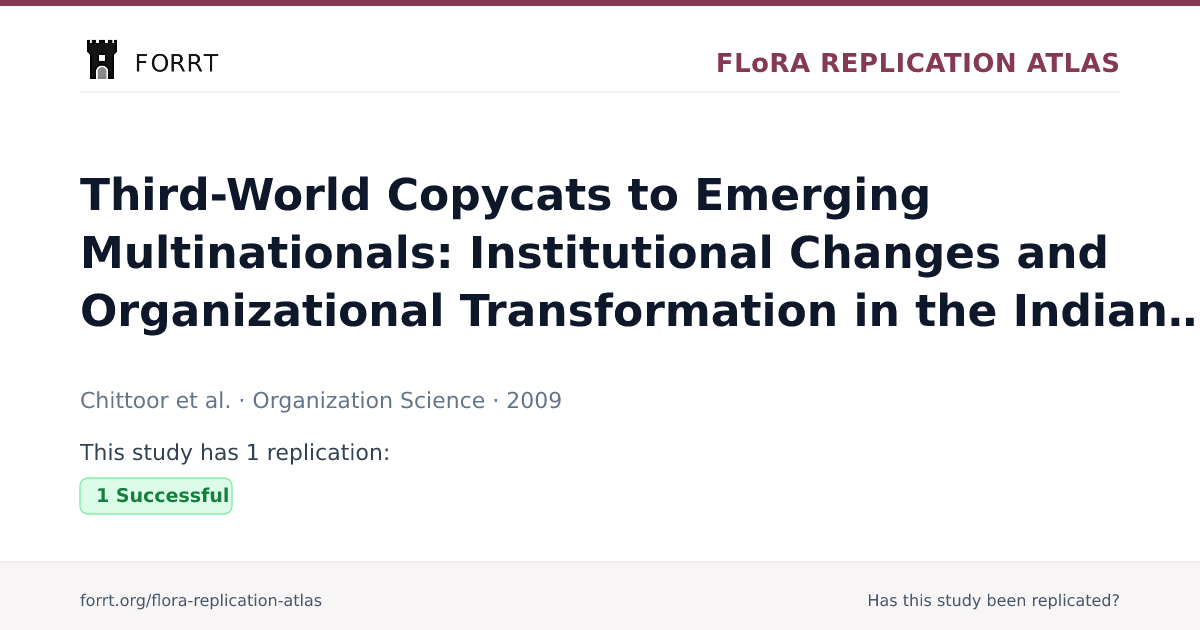 FORRT
FLoRA REPLICATION ATLAS
Third-World Copycats to Emerging
Multinationals: Institutional Changes and
Organizational Transformation in the Indian…
Chittoor et al. · Organization Science · 2009
This study has 1 replication:
1 Successful
forrt.org/flora-replication-atlas
Has this study been replicated?